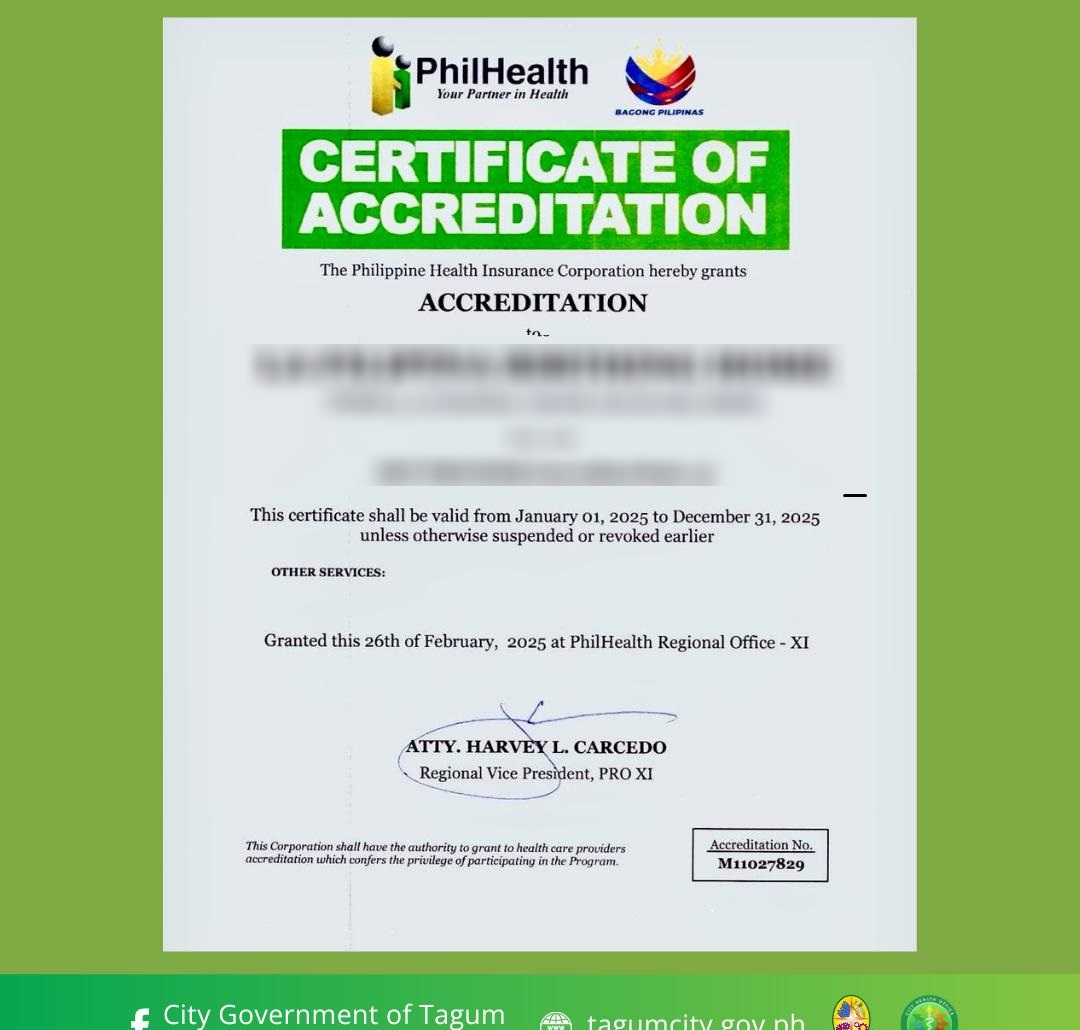 PhilHealth
Your Partner in Health
BAGONG PILIPINAS
CERTIFICATE OF
ACCREDITATION
The Philippine Health Insurance Corporation hereby grants
ACCREDITATION
to
This certificate shall be valid from January 01, 2025 to December 31, 2025
unless otherwise suspended or revoked earlier
OTHER SERVICES:
Granted this 26th of February, 2025 at PhilHealth Regional Office - XI
ATTY. HARVEY L. CARCEDO
Regional Vice President, PRO XI
This Corporation shall have the authority to grant to health care providers
accreditation which confers the privilege of participating in the Program.
Accreditation No.
M11027829
City Government of Tagum
tagumcity.gov.ph